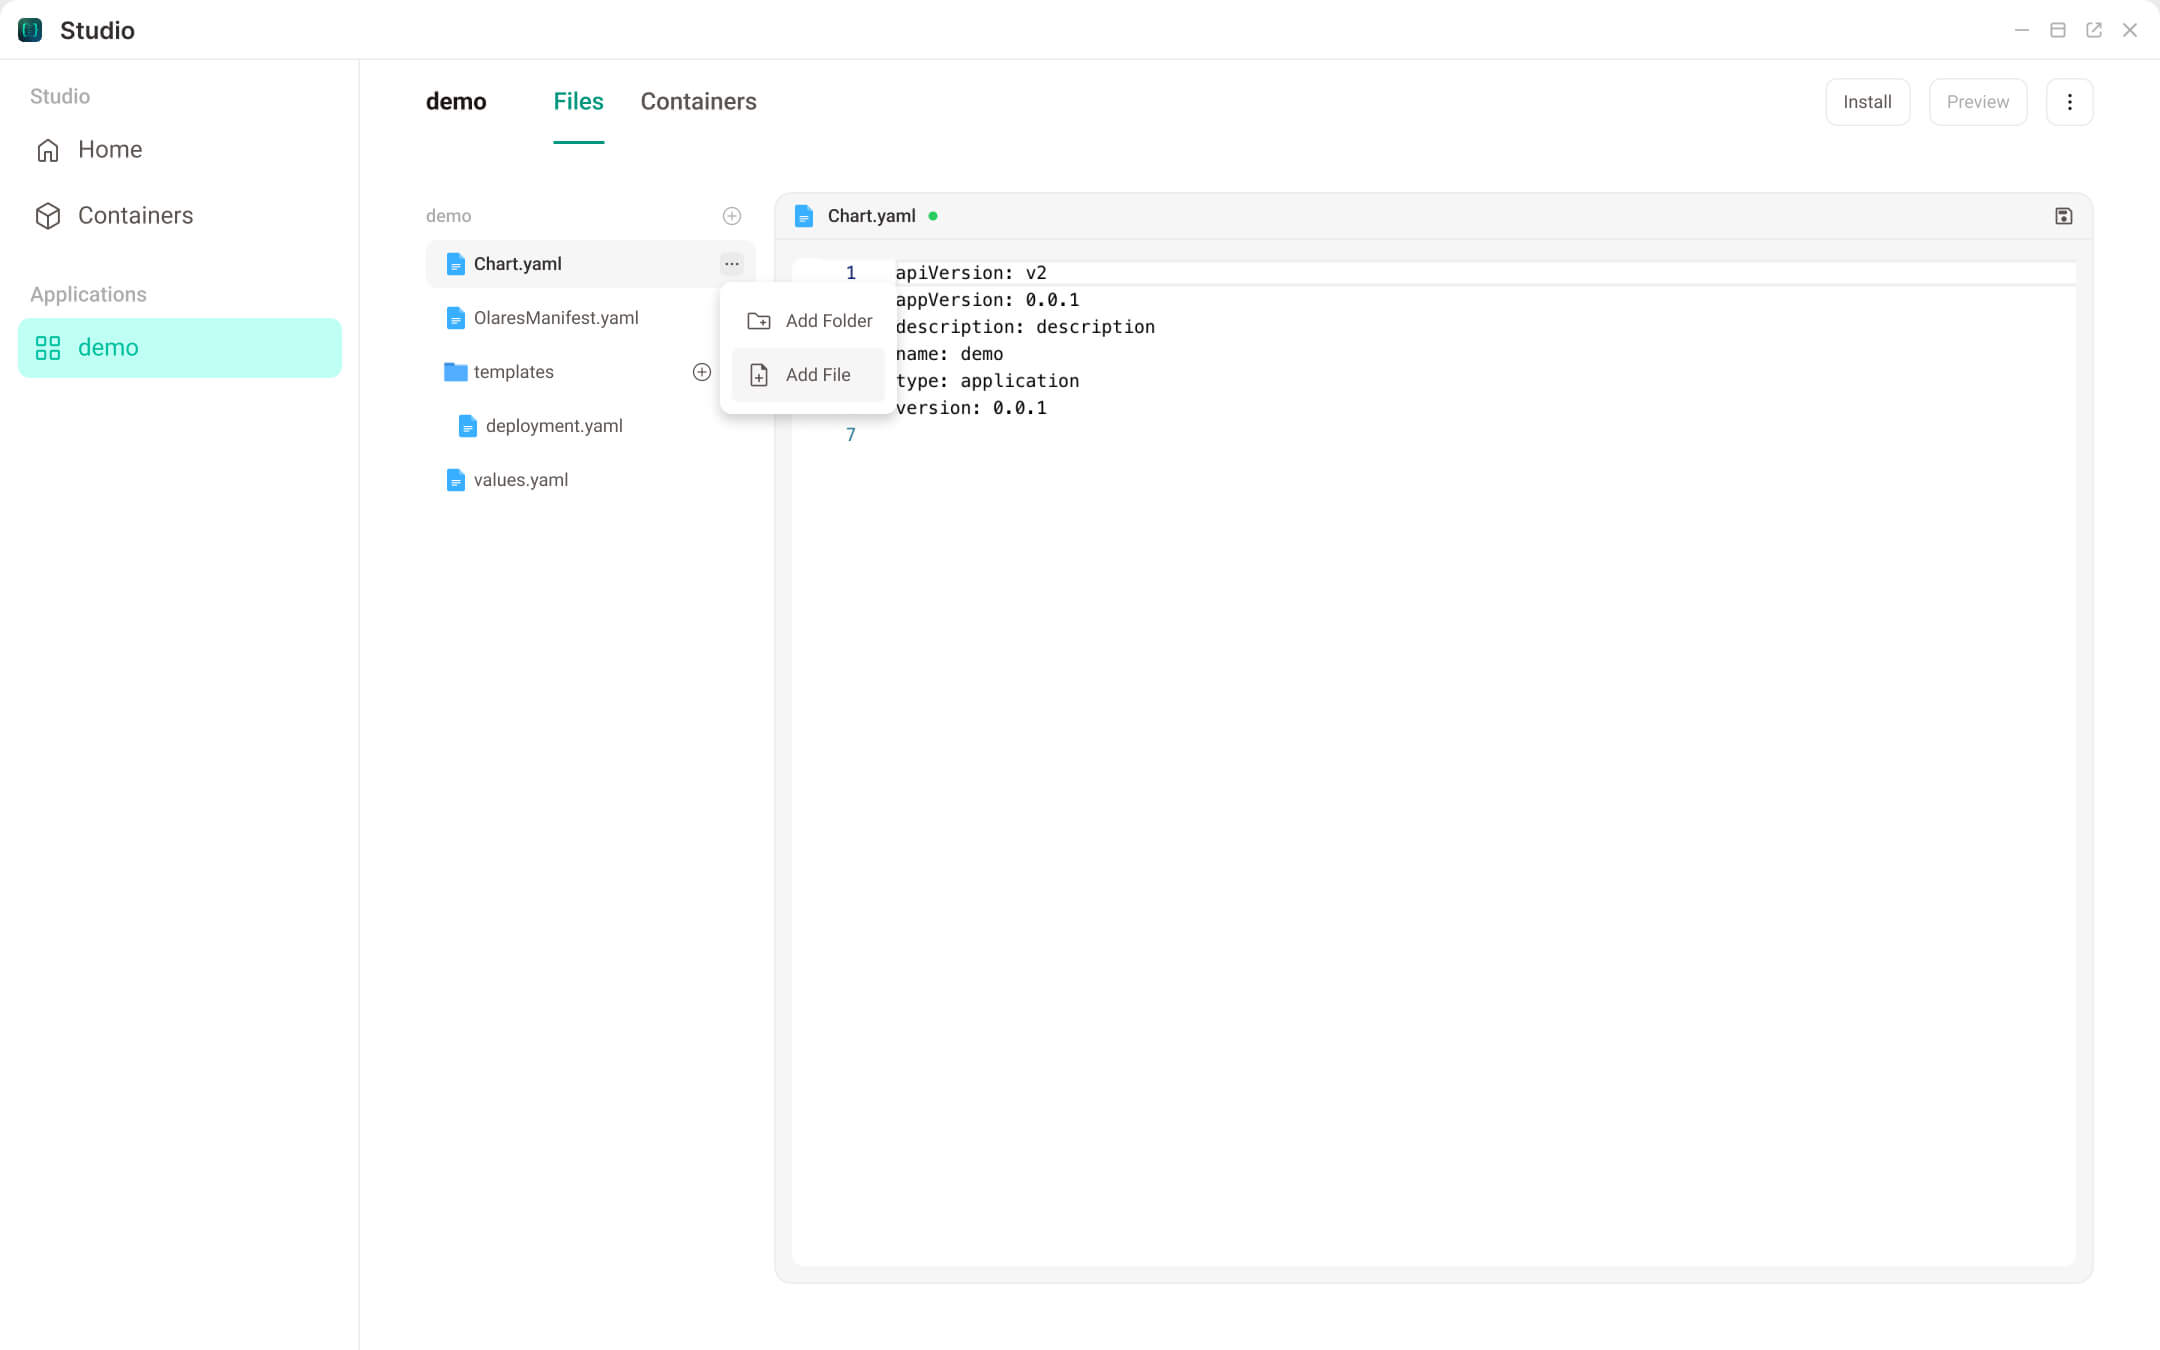 Studio
Studio
Home
Containers
Applications
demo
demo
Files
Containers
Install
Preview
demo
Chart.yaml
OlaresManifest.yaml
templates
deployment.yaml
values.yaml
Add Folder
Add File
Chart.yaml
1 apiVersion: v2
appVersion: 0.0.1
description: description
name: demo
type: application
version: 0.0.1
7